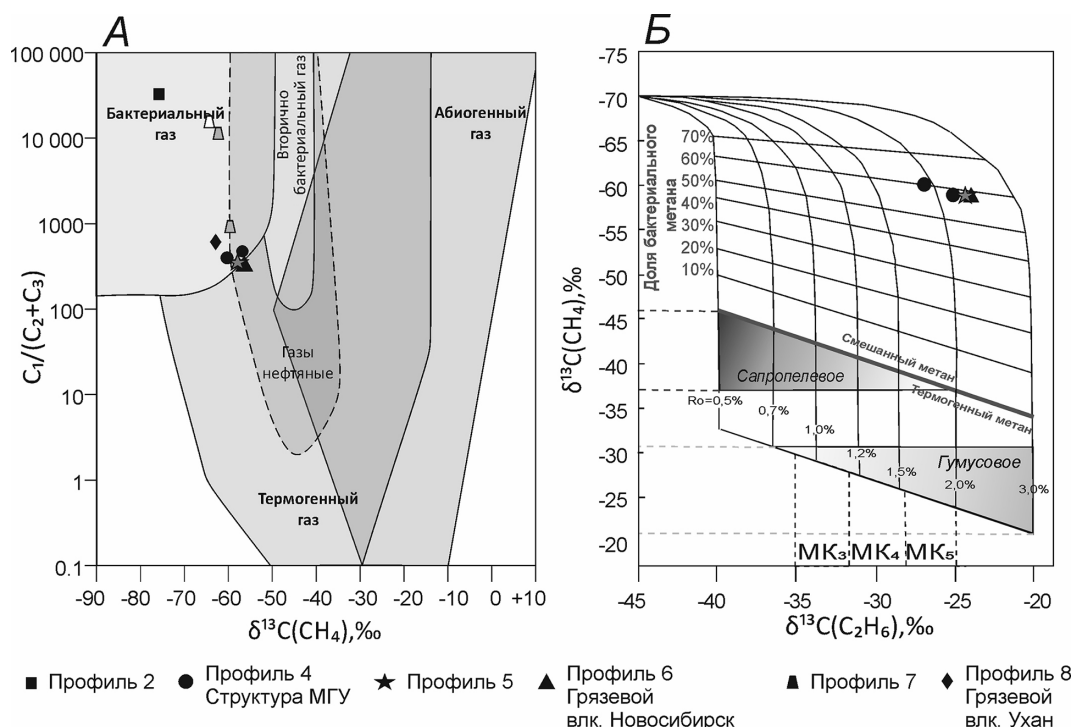 А
Б
100 000
10 000
1000
100
10
1
0.1
C₁/(C₂+C₃)
Бактериальный
газ
Вторично
бактериальный газ
Абиогенный
газ
Газы
нефтяные
Термогенный
газ
-90 -80 -70 -60 -50 -40 -30 -20 -10 0 +10
δ¹³C(CH₄),‰
-75
-70
-65
-60
-55
-50
-45
-40
-35
-30
-25
-20
δ¹³C(CH₄),‰
Доля бактериального
метана
70%
60%
50%
40%
30%
20%
10%
Смешанный метан
Термогенный метан
Сапропелевое
Гумусовое
Ro=0,5%
0,7%
1,0%
1,2%
1,5%
2,0%
3,0%
МК₃ МК₄ МК₅
-45 -40 -35 -30 -25 -20
δ¹³C(C₂H₆),‰
Профиль 2
Профиль 4
Структура МГУ
Профиль 5
Профиль 6
Грязевой
влк. Новосибирск
Профиль 7
Профиль 8
Грязевой
влк. Ухан